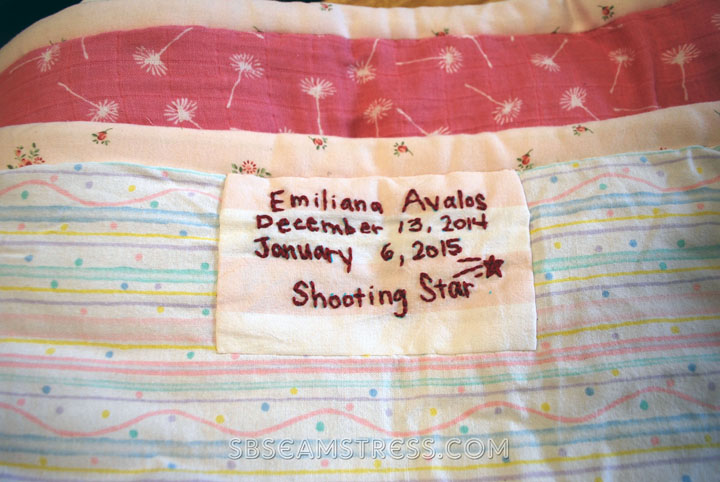 Emiliana Avalos
December 13, 2014
January 6, 2015
Shooting Star
SBSEAMSTRESS.COM